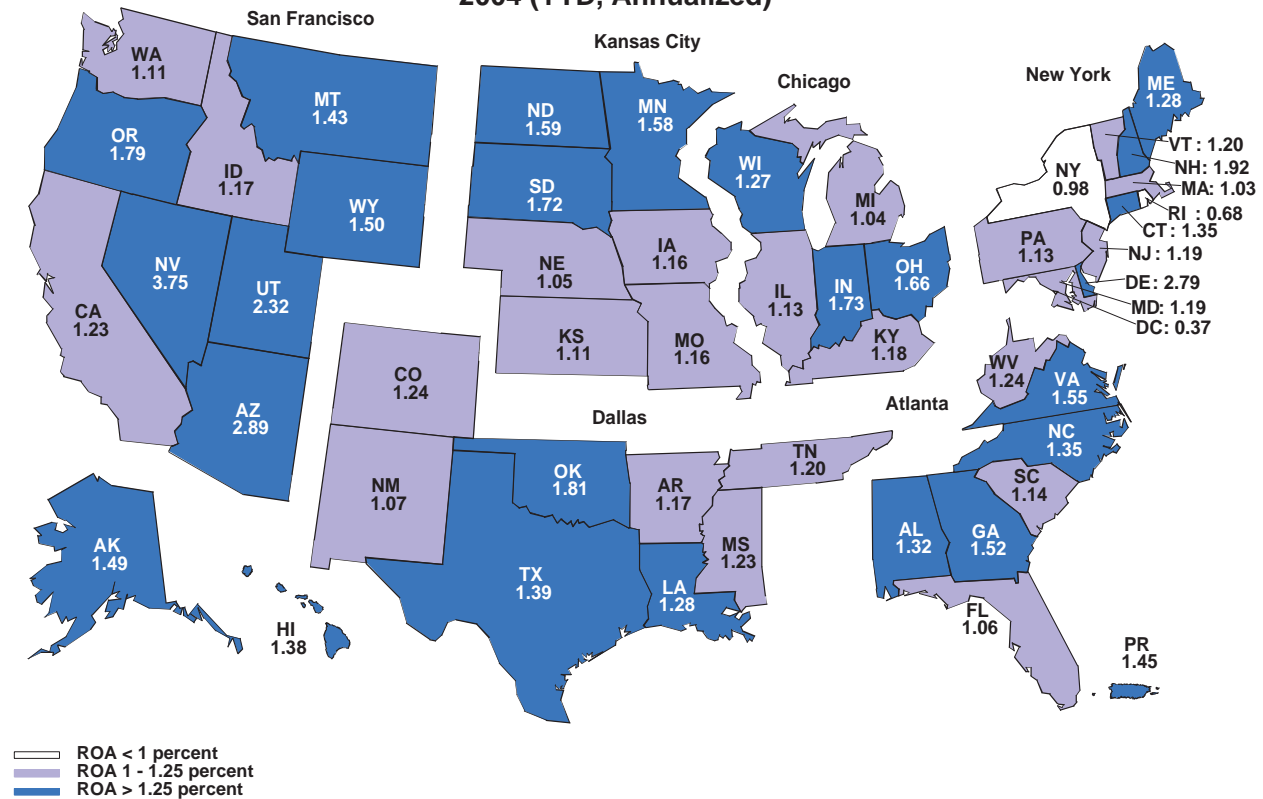 2004 (YTD, Annualized)
San Francisco
Kansas City
Chicago
New York
WA
1.11
MT
1.43
OR
1.79
ID
1.17
WY
1.50
NV
3.75
UT
2.32
CA
1.23
AZ
2.89
AK
1.49
HI
1.38
ND
1.59
MN
1.58
SD
1.72
IA
1.16
NE
1.05
KS
1.11
MO
1.16
WI
1.27
MI
1.04
IL
1.13
IN
1.73
OH
1.66
KY
1.18
ME
1.28
VT : 1.20
NH: 1.92
MA: 1.03
RI : 0.68
CT: 1.35
NJ: 1.19
DE: 2.79
MD: 1.19
DC: 0.37
NY
0.98
PA
1.13
Dallas
CO
1.24
NM
1.07
OK
1.81
TX
1.39
AR
1.17
LA
1.28
MS
1.23
TN
1.20
Atlanta
WV
1.24
VA
1.55
NC
1.35
SC
1.14
AL
1.32
GA
1.52
FL
1.06
PR
1.45
ROA < 1 percent
ROA 1 - 1.25 percent
ROA > 1.25 percent